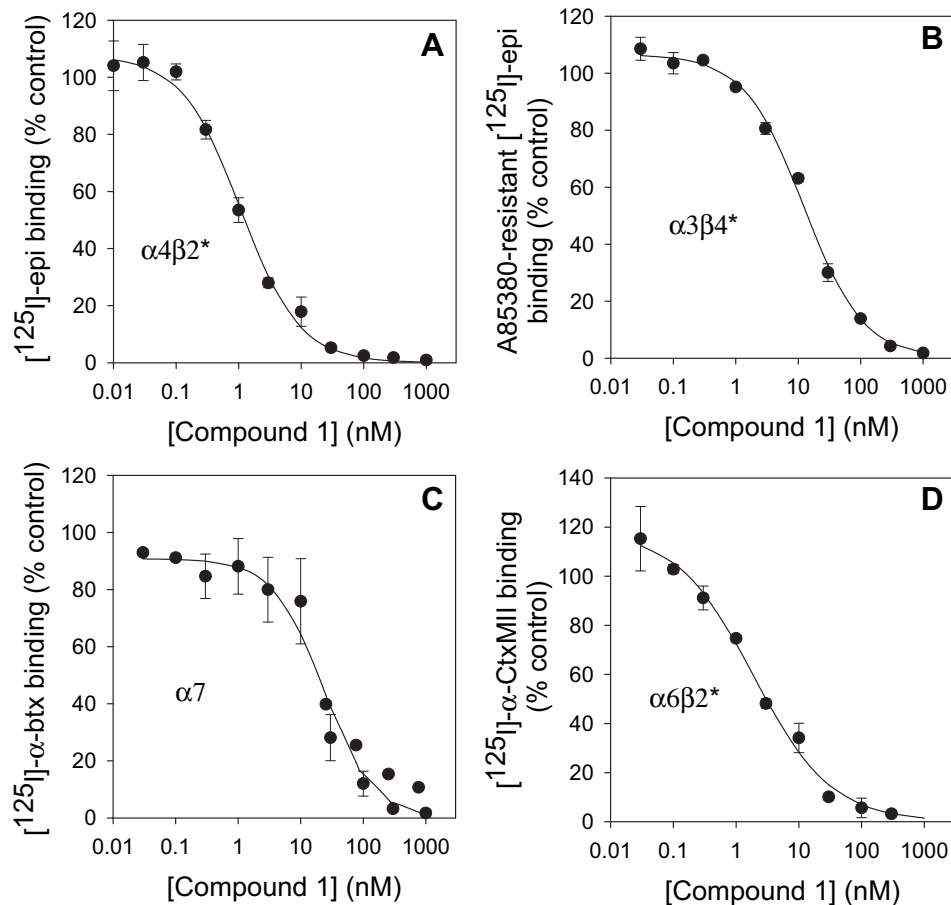 A
[¹²⁵I]-epi binding (% control)
120
100
80
60
40
20
0
α4β2*
0.01 0.1 1 10 100 1000
[Compound 1] (nM)
B
A85380-resistant [¹²⁵I]-epi
binding (% control)
120
100
80
60
40
20
0
α3β4*
0.01 0.1 1 10 100 1000
[Compound 1] (nM)
C
[¹²⁵I]-α-btx binding (% control)
120
100
80
60
40
20
0
α7
0.01 0.1 1 10 100 1000
[Compound 1] (nM)
D
[¹²⁵I]-α-CtxMII binding
(% control)
140
120
100
80
60
40
20
0
α6β2*
0.01 0.1 1 10 100 1000
[Compound 1] (nM)